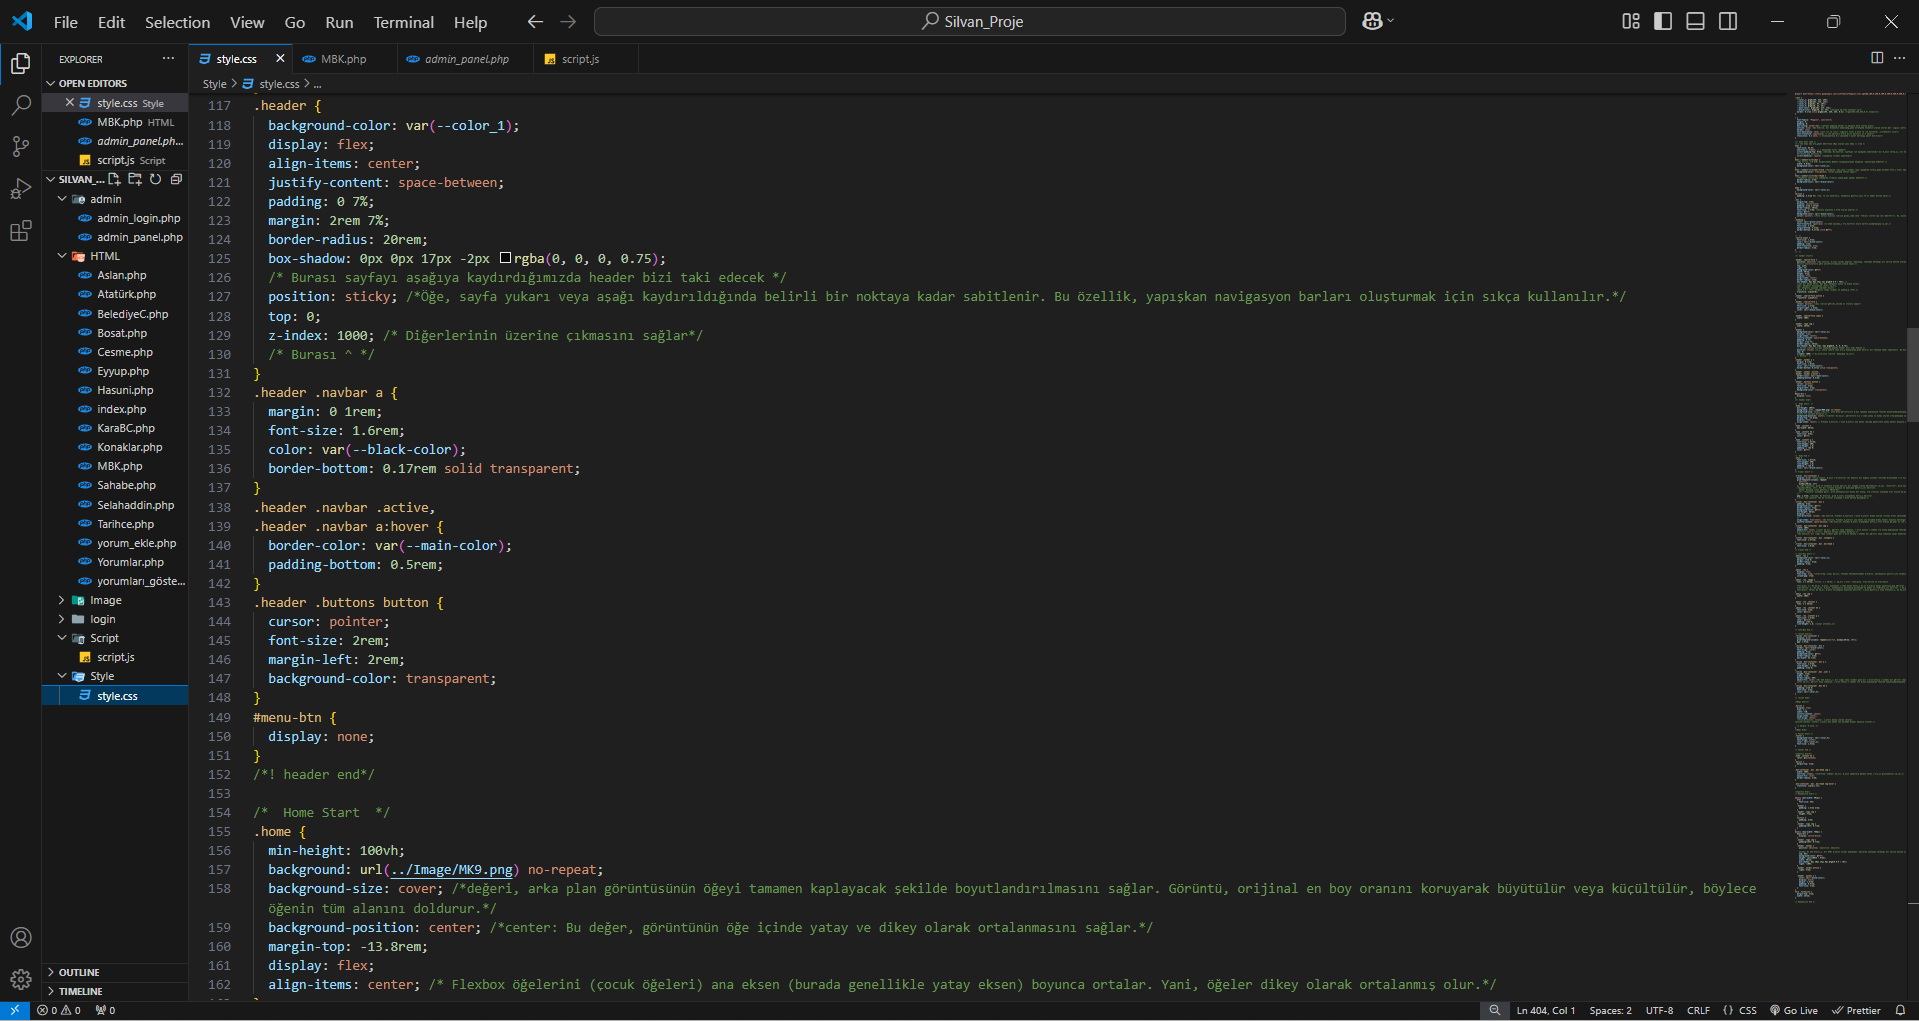 File Edit Selection View Go Run Terminal Help
Silvan_Proje
EXPLORER
OPEN EDITORS
style.css Style
MBK.php HTML
admin_panel.ph...
script.js Script
SILVAN_...
admin
admin_login.php
admin_panel.php
HTML
Aslan.php
Atatürk.php
BelediyeC.php
Bosat.php
Cesme.php
Eyyup.php
Hasuni.php
index.php
KaraBC.php
Konaklar.php
MBK.php
Sahabe.php
Selahaddin.php
Tarihce.php
yorum_ekle.php
Yorumlar.php
yorumları_göste...
Image
login
Script
script.js
Style
style.css
OUTLINE
TIMELINE
style.css MBK.php admin_panel.php script.js
Style > style.css > ...
117 .header {
118 background-color: var(--color_1);
119 display: flex;
120 align-items: center;
121 justify-content: space-between;
122 padding: 0 7%;
123 margin: 2rem 7%;
124 border-radius: 20rem;
125 box-shadow: 0px 0px 17px -2px rgba(0, 0, 0, 0.75);
126 /* Burası sayfayı aşağıya kaydırdığımızda header bizi taki edecek */
127 position: sticky; /*Öğe, sayfa yukarı veya aşağı kaydırıldığında belirli bir noktaya kadar sabitlenir. Bu özellik, yapışkan navigasyon barları oluşturmak için sıkça kullanılır.*/
128 top: 0;
129 z-index: 1000; /* Diğerlerinin üzerine çıkmasını sağlar*/
130 /* Burası ^ */
131 }
132 .header .navbar a {
133 margin: 0 1rem;
134 font-size: 1.6rem;
135 color: var(--black-color);
136 border-bottom: 0.17rem solid transparent;
137 }
138 .header .navbar .active,
139 .header .navbar a:hover {
140 border-color: var(--main-color);
141 padding-bottom: 0.5rem;
142 }
143 .header .buttons button {
144 cursor: pointer;
145 font-size: 2rem;
146 margin-left: 2rem;
147 background-color: transparent;
148 }
149 #menu-btn {
150 display: none;
151 }
152 /*! header end*/
153
154 /*  Home Start  */
155 .home {
156 min-height: 100vh;
157 background: url(../Image/MK9.png) no-repeat;
158 background-size: cover; /*değeri, arka plan görüntüsünün öğeyi tamamen kaplayacak şekilde boyutlandırılmasını sağlar. Görüntü, orijinal en boy oranını koruyarak büyütülür veya küçültülür, böylece
öğenin tüm alanını doldurur.*/
159 background-position: center; /*center: Bu değer, görüntünün öğe içinde yatay ve dikey olarak ortalanmasını sağlar.*/
160 margin-top: -13.8rem;
161 display: flex;
162 align-items: center; /* Flexbox öğelerini (çocuk öğeleri) ana eksen (burada genellikle yatay eksen) boyunca ortalar. Yani, öğeler dikey olarak ortalanmış olur.*/
0 0 0 Ln 404, Col 1 Spaces: 2 UTF-8 CRLF {} CSS Go Live Prettier